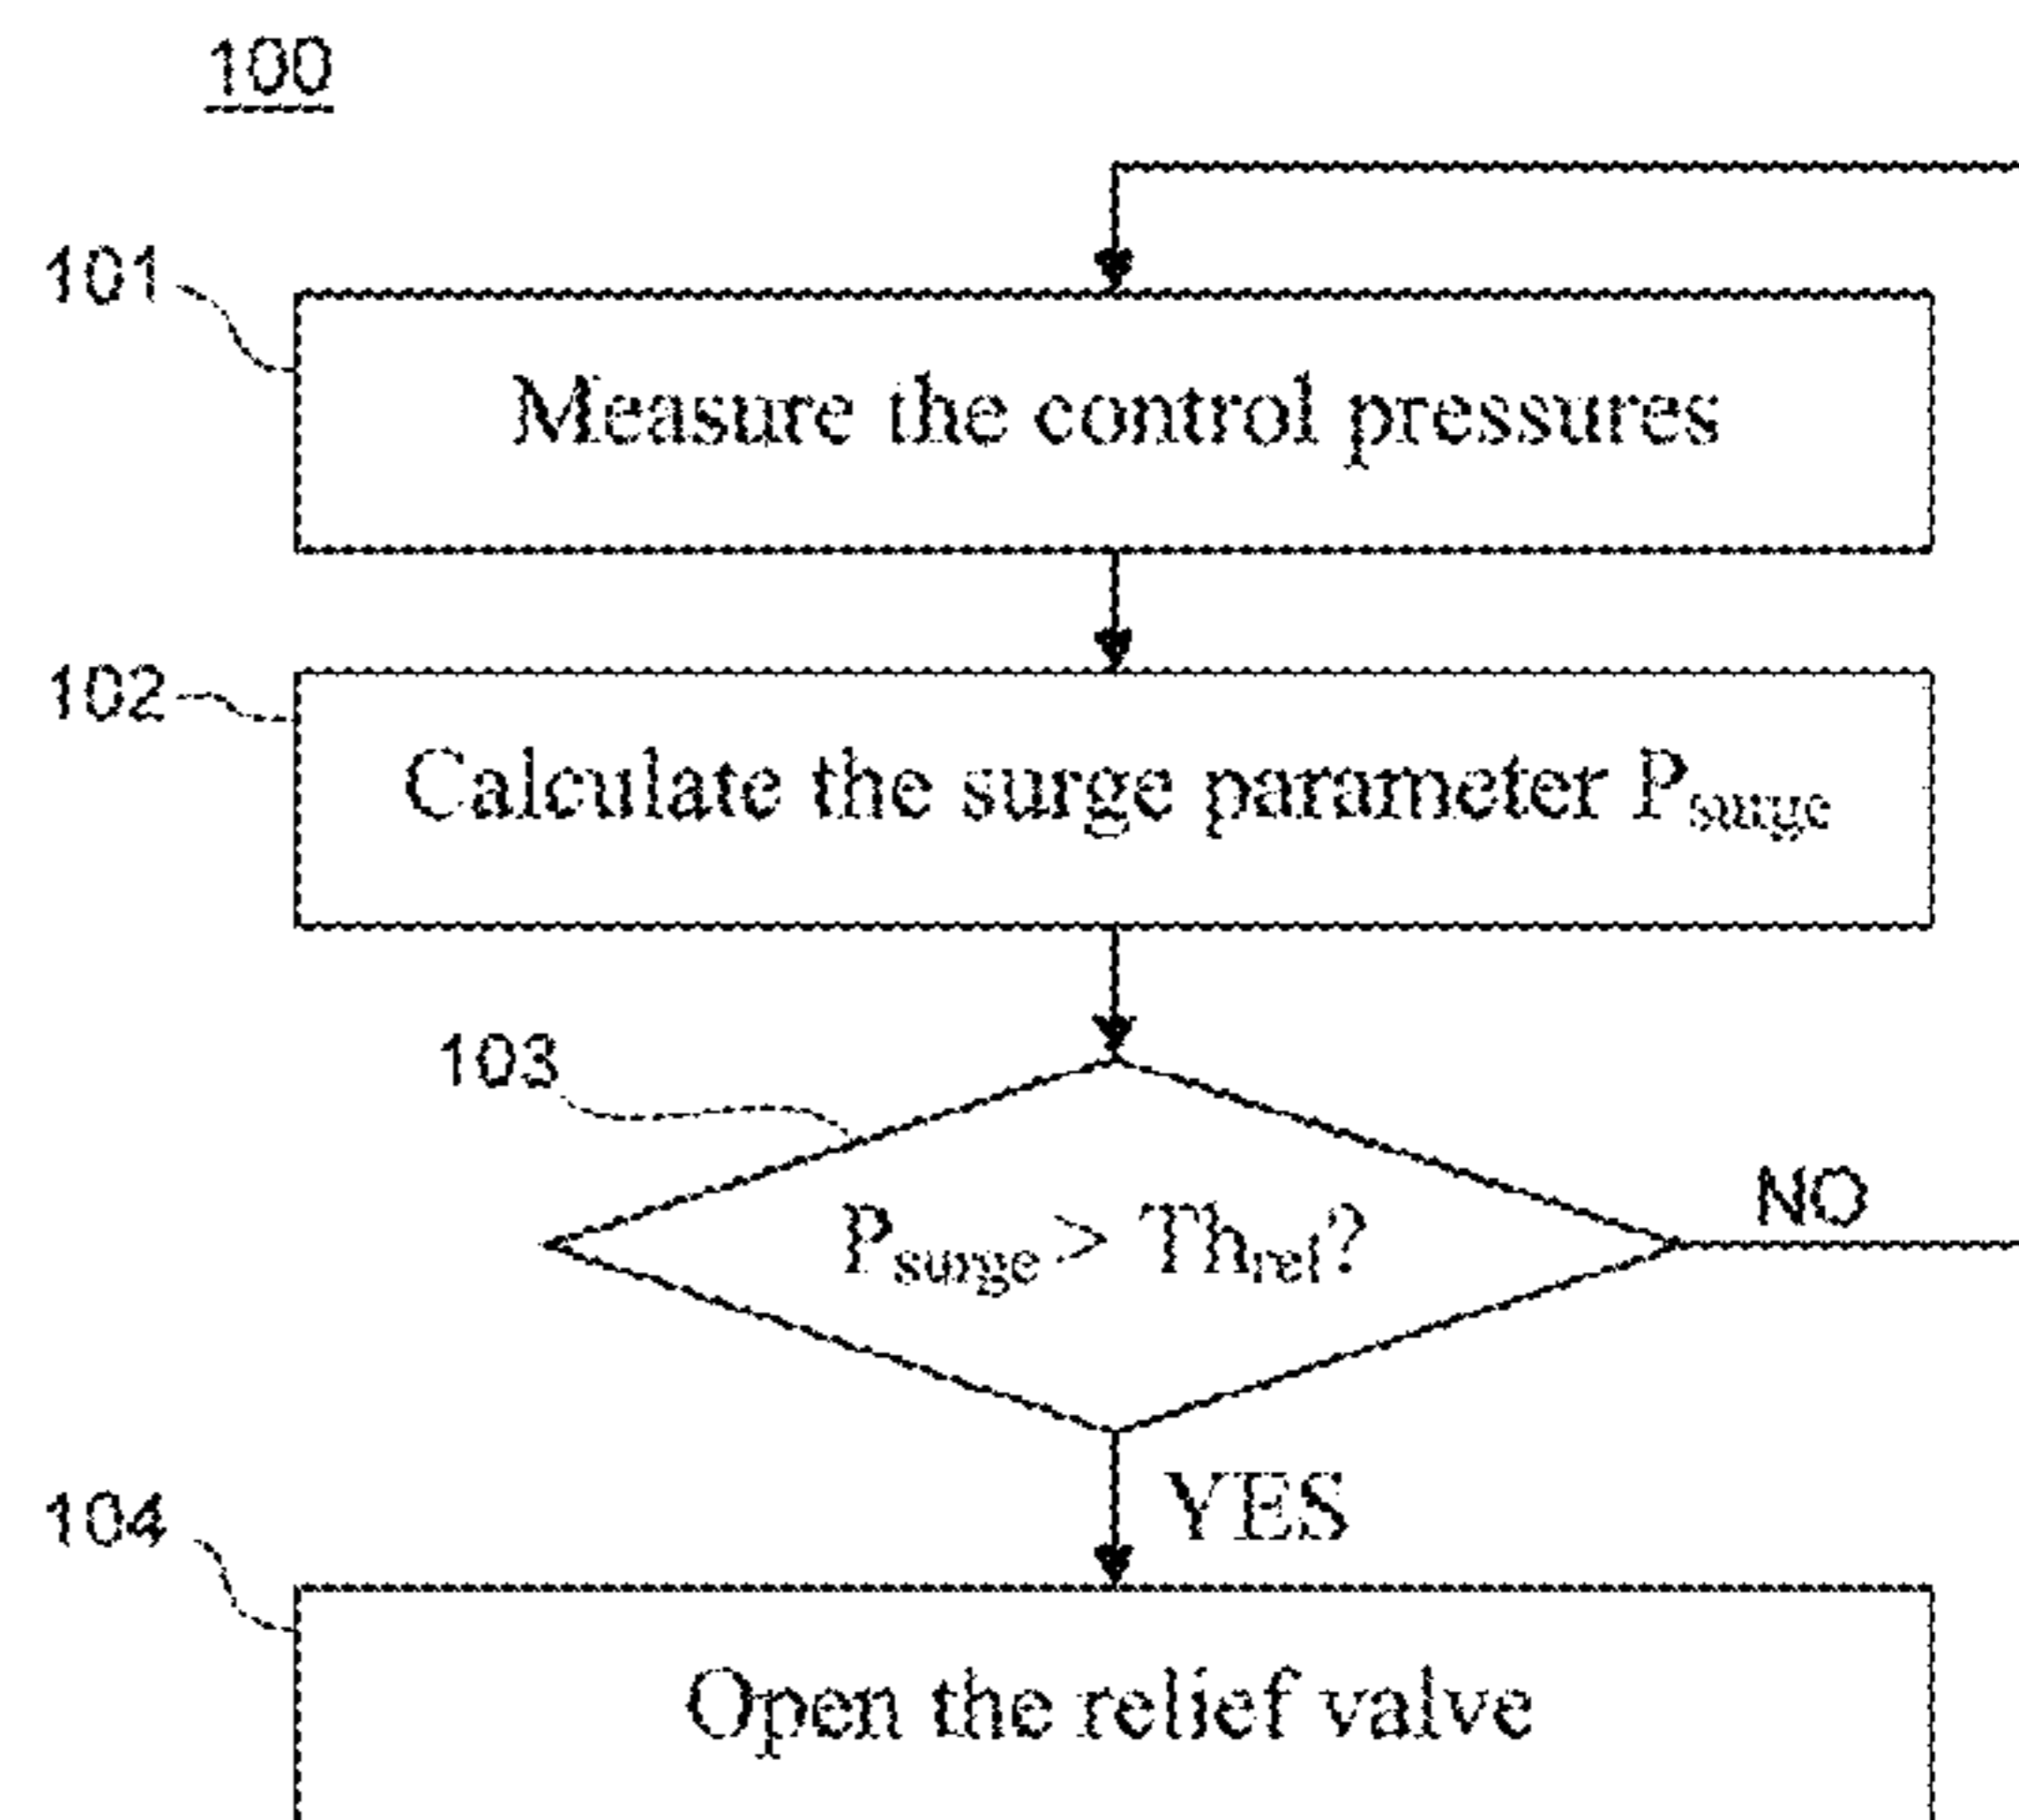 100
101
Measure the control pressures
102
Calculate the surge parameter Psurge
103
Psurge > Threl?
NO
YES
104
Open the relief valve